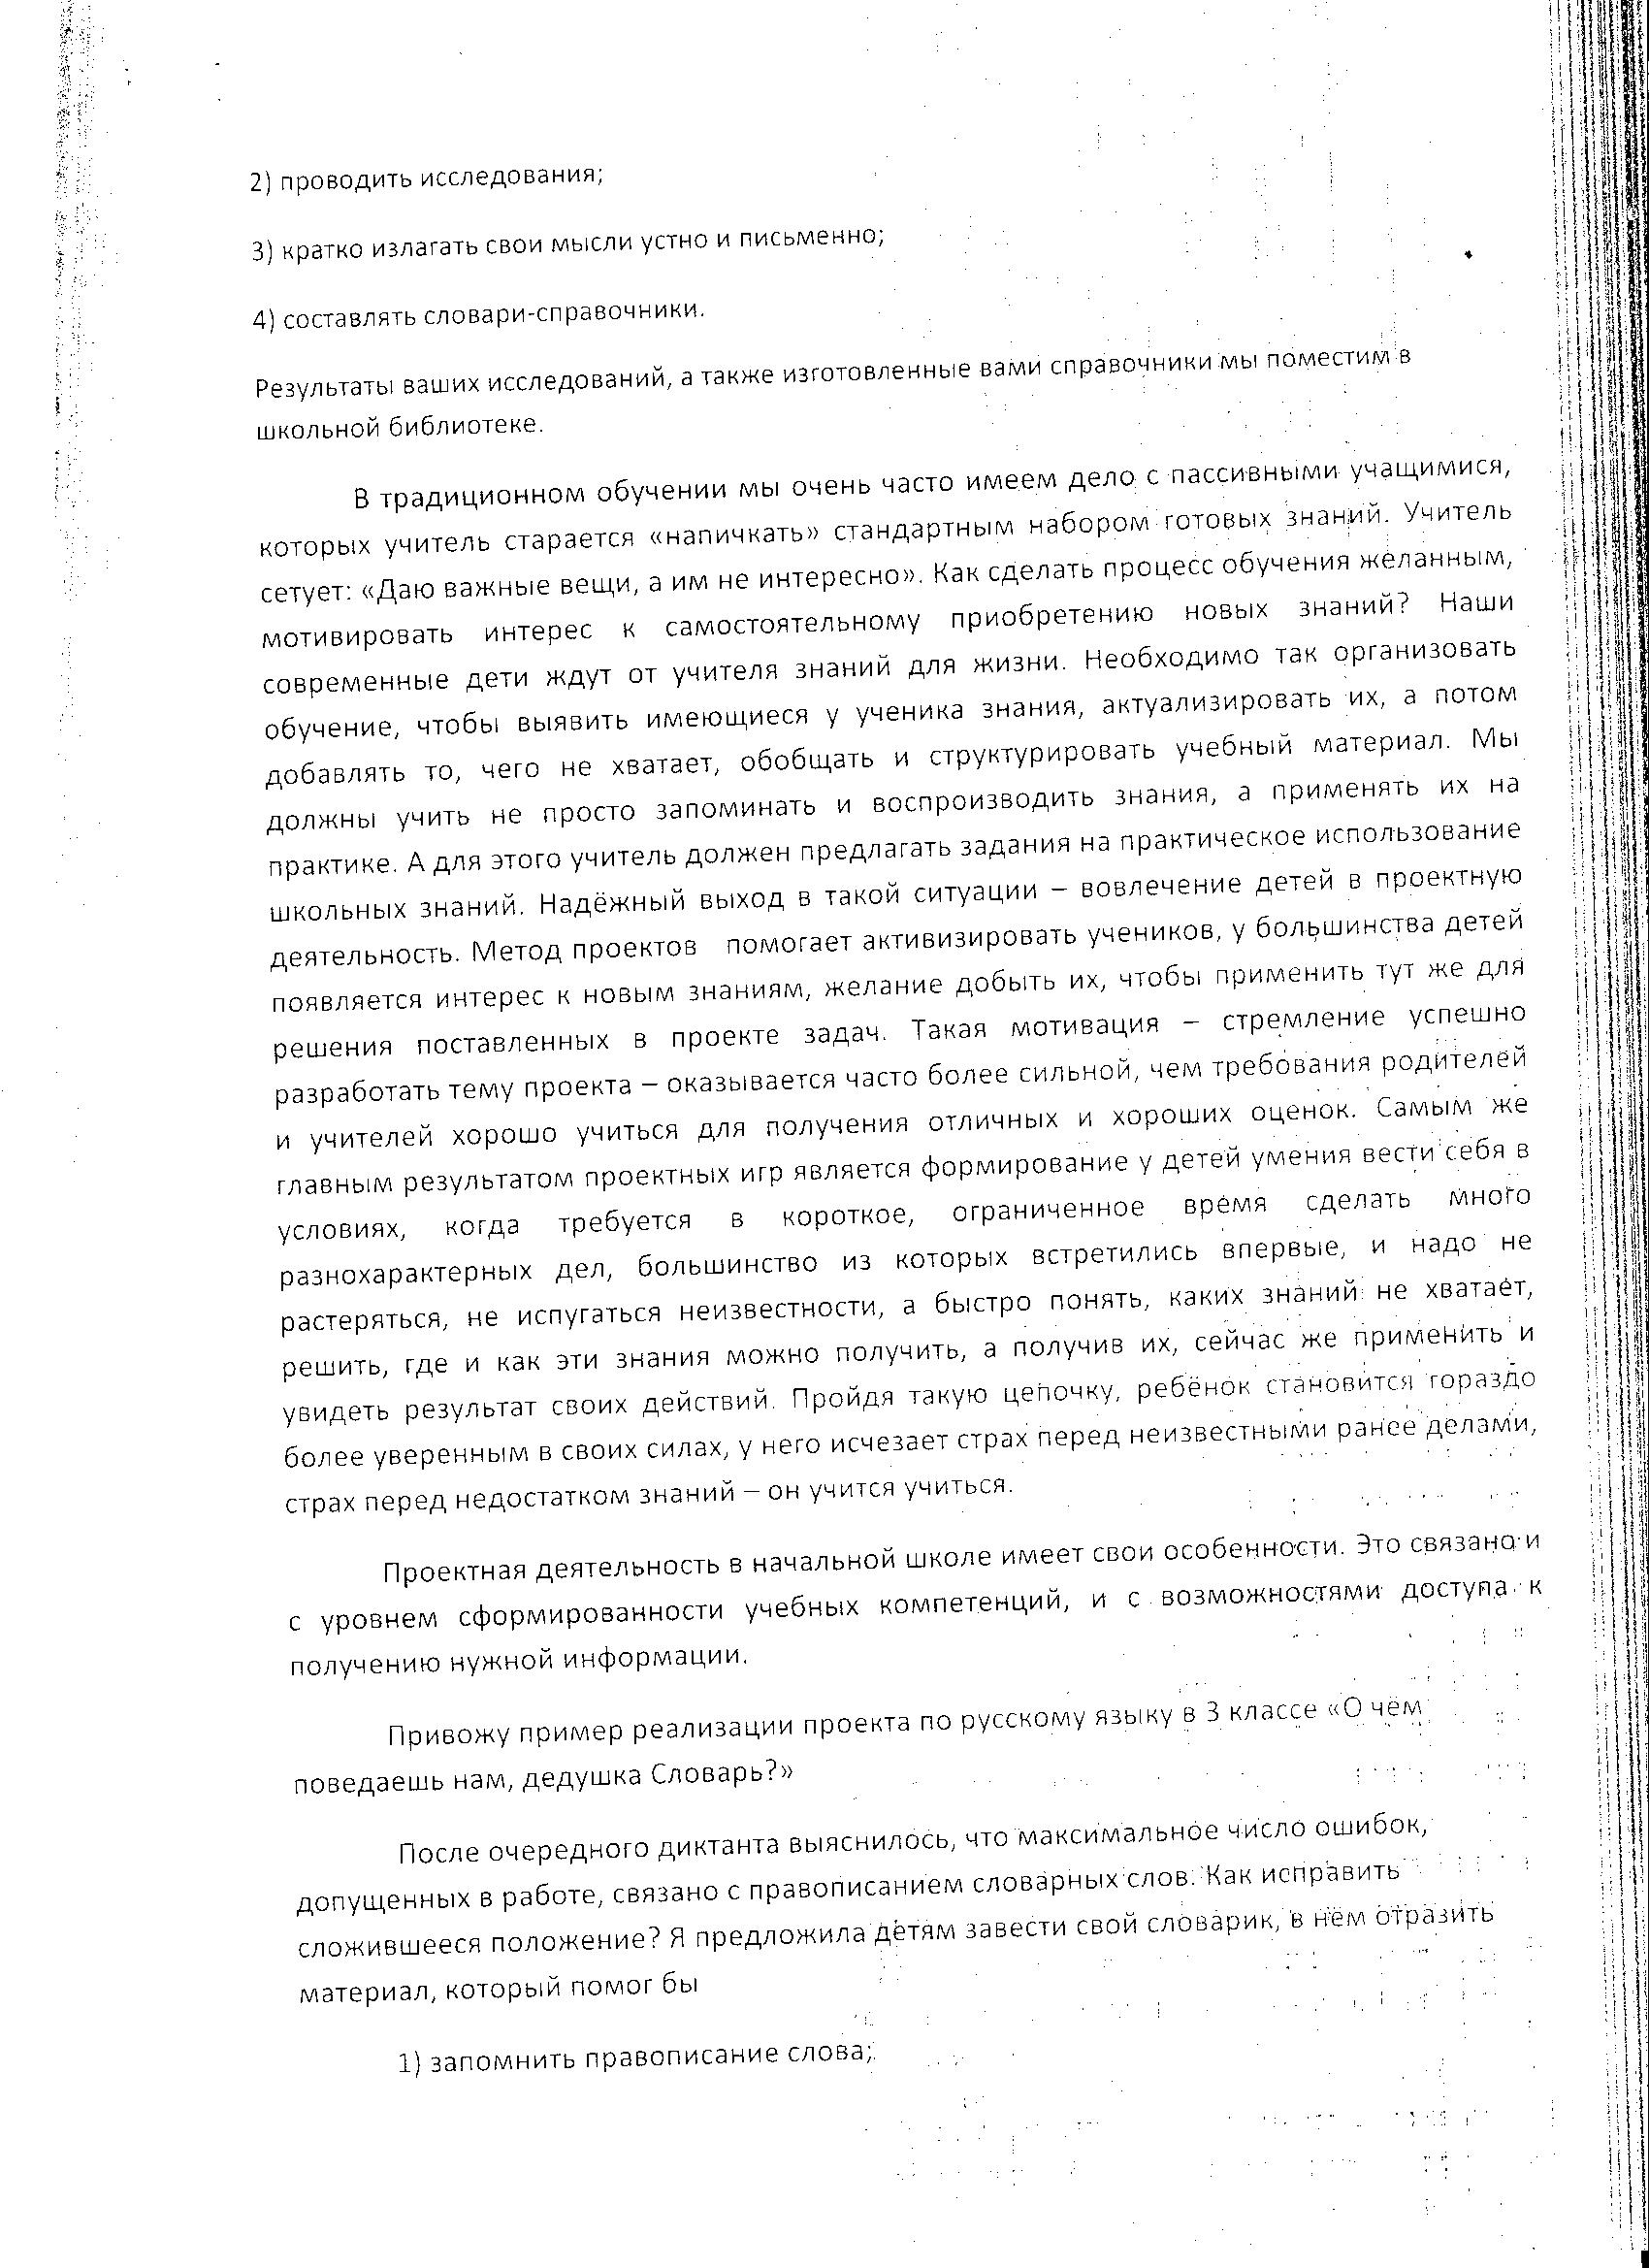 2) проводить исследования;
3) кратко излагать свои мысли устно и письменно;
4) составлять словари-справочники.
Результаты ваших исследований, а также изготовленные вами справочники мы поместим в
школьной библиотеке.
В традиционном обучении мы очень часто имеем дело с пассивными учащимися,
которых учитель старается «напичкать» стандартным набором готовых знаний. Учитель
сетует: «Даю важные вещи, а им не интересно». Как сделать процесс обучения желанным,
мотивировать интерес к самостоятельному приобретению новых знаний? Наши
современные дети ждут от учителя знаний для жизни. Необходимо так организовать
обучение, чтобы выявить имеющиеся у ученика знания, актуализировать их, а потом
добавлять то, чего не хватает, обобщать и структурировать учебный материал. Мы
должны учить не просто запоминать и воспроизводить знания, а применять их на
практике. А для этого учитель должен предлагать задания на практическое использование
школьных знаний. Надёжный выход в такой ситуации – вовлечение детей в проектную
деятельность. Метод проектов помогает активизировать учеников, у большинства детей
появляется интерес к новым знаниям, желание добыть их, чтобы применить тут же для
решения поставленных в проекте задач. Такая мотивация – стремление успешно
разработать тему проекта – оказывается часто более сильной, чем требования родителей
и учителей хорошо учиться для получения отличных и хороших оценок. Самым же
главным результатом проектных игр является формирование у детей умения вести себя в
условиях, когда требуется в короткое, ограниченное время сделать много
разнохарактерных дел, большинство из которых встретились впервые, и надо не
растеряться, не испугаться неизвестности, а быстро понять, каких знаний не хватает,
решить, где и как эти знания можно получить, а получив их, сейчас же применить и
увидеть результат своих действий. Пройдя такую цепочку, ребёнок становится гораздо
более уверенным в своих силах, у него исчезает страх перед неизвестными ранее делами,
страх перед недостатком знаний – он учится учиться.
Проектная деятельность в начальной школе имеет свои особенности. Это связано и
с уровнем сформированности учебных компетенций, и с возможностями доступа к
получению нужной информации.
Привожу пример реализации проекта по русскому языку в 3 классе «О чём
поведаешь нам, дедушка Словарь?»
После очередного диктанта выяснилось, что максимальное число ошибок,
допущенных в работе, связано с правописанием словарных слов. Как исправить
сложившееся положение? Я предложила детям завести свой словарик, в нём отразить
материал, который помог бы
1) запомнить правописание слова;